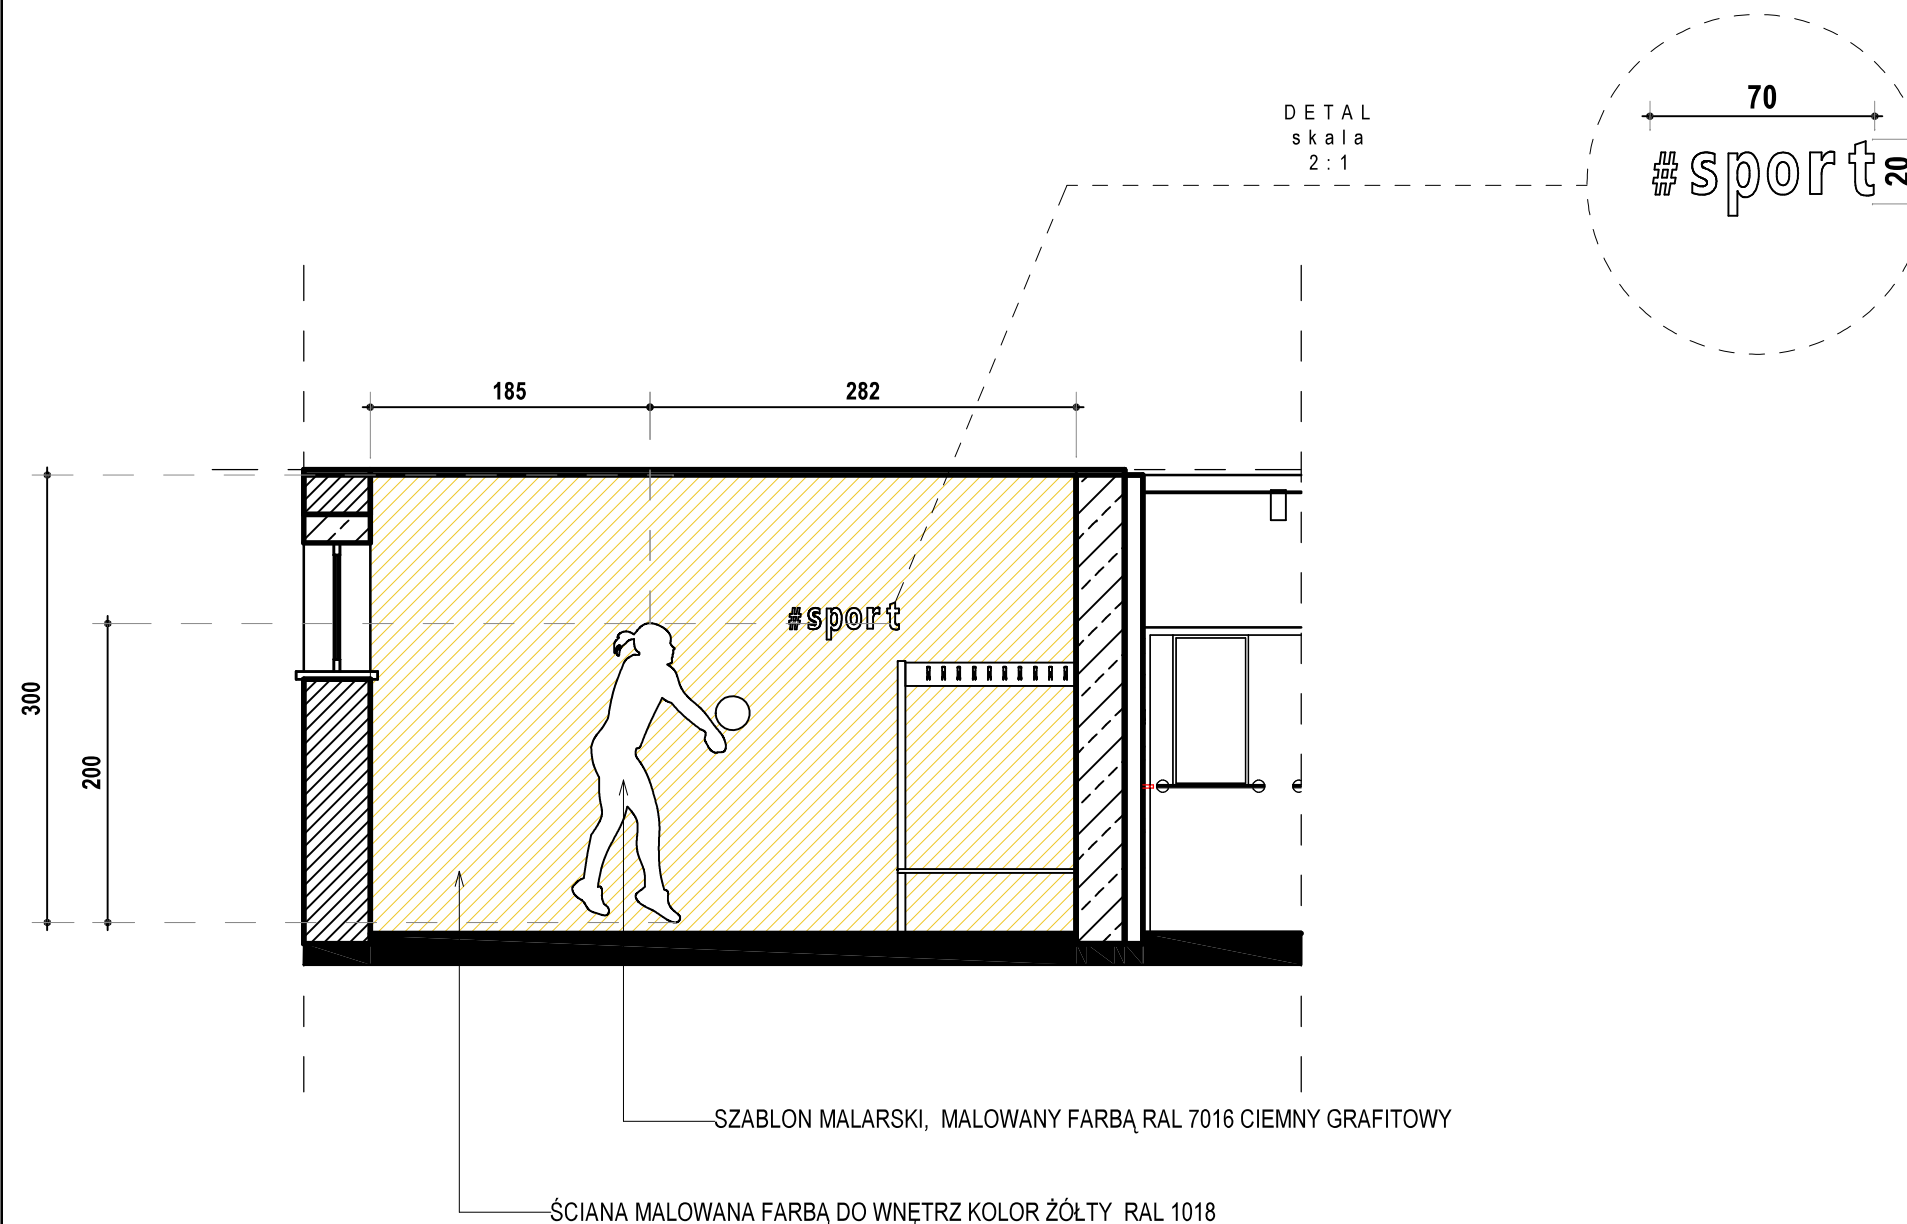 70
DETAL
skala
2:1
#sport
20
185
282
#sport
300
200
SZABLON MALARSKI, MALOWANY FARBĄ RAL 7016 CIEMNY GRAFITOWY
ŚCIANA MALOWANA FARBĄ DO WNĘTRZ KOLOR ŻÓŁTY RAL 1018